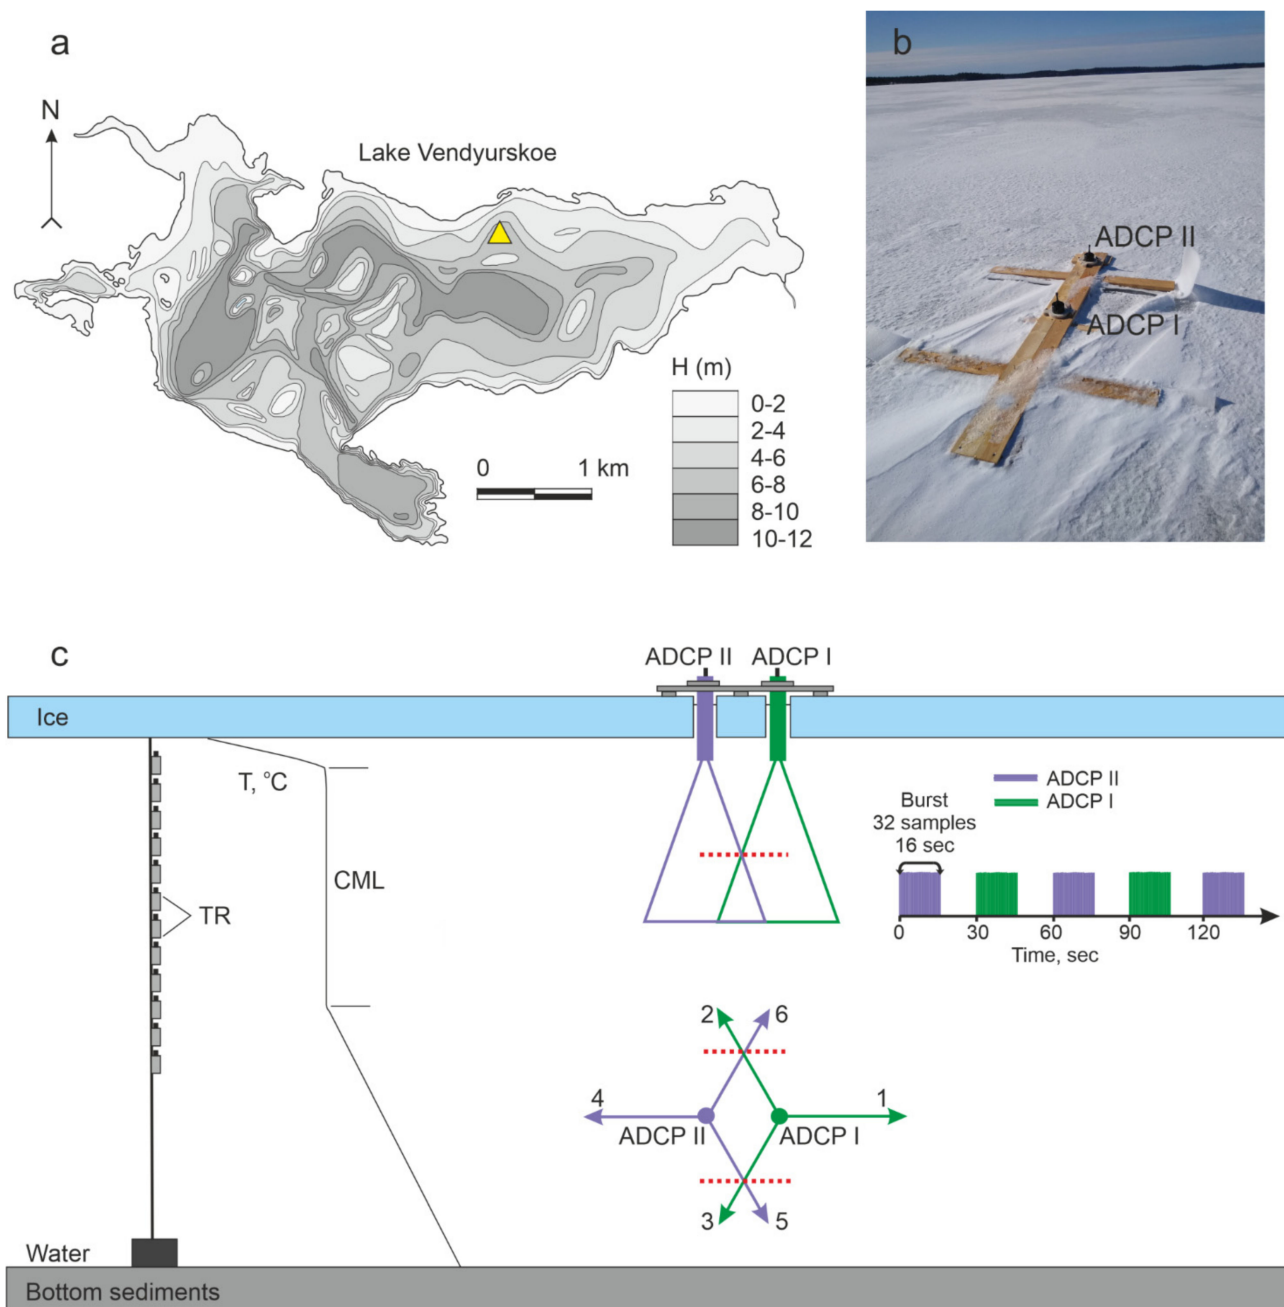 a
N
Lake Vendyurskoe
H (m)
0-2
2-4
4-6
6-8
8-10
10-12
0 1 km
b
ADCP II
ADCP I
c
ADCP II ADCP I
Ice
T, °C
CML
TR
ADCP II
ADCP I
Burst
32 samples
16 sec
0 30 60 90 120
Time, sec
2 6
4 1
ADCP II ADCP I
3 5
Water
Bottom sediments